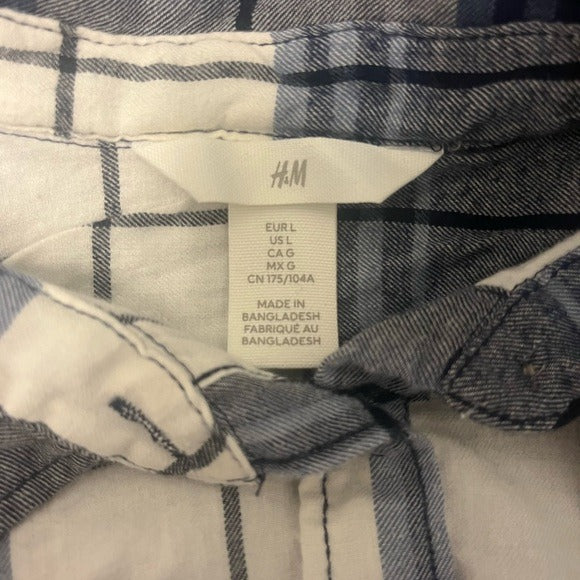 H&M
EUR L
US L
CA G
MX G
CN 175/104A
MADE IN
BANGLADESH
FABRIQUÉ AU
BANGLADESH